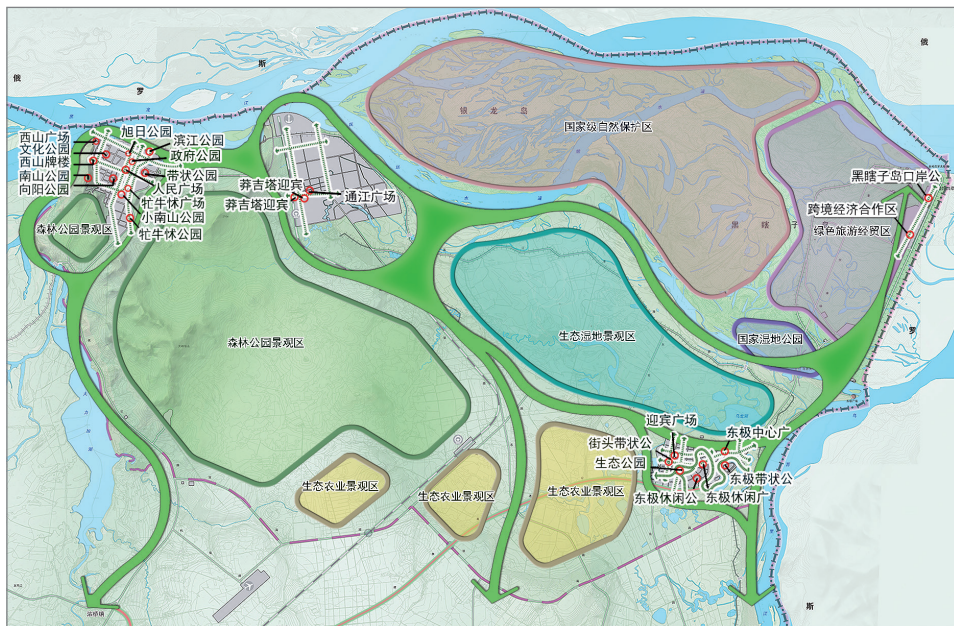 俄
斯
罗
俄
银龙岛
国家级自然保护区
西山广场
旭日公园
滨江公园
文化公园
政府公园
西山牌楼
带状公园
南山公园
人民广场
向阳公园
牤牛怵广场
小南山公园
牤牛怵公园
森林公园景观区
莽吉塔迎宾
莽吉塔迎宾
通江广场
黑瞎子岛口岸公
跨境经济合作区
绿色旅游经贸区
黑瞎子
森林公园景观区
生态湿地景观区
国家湿地公园
罗
迎宾广场
东极中心广
街头带状公
生态公园
东极带状公
东极休闲公
东极休闲广
生态农业景观区
生态农业景观区
生态农业景观区
斯